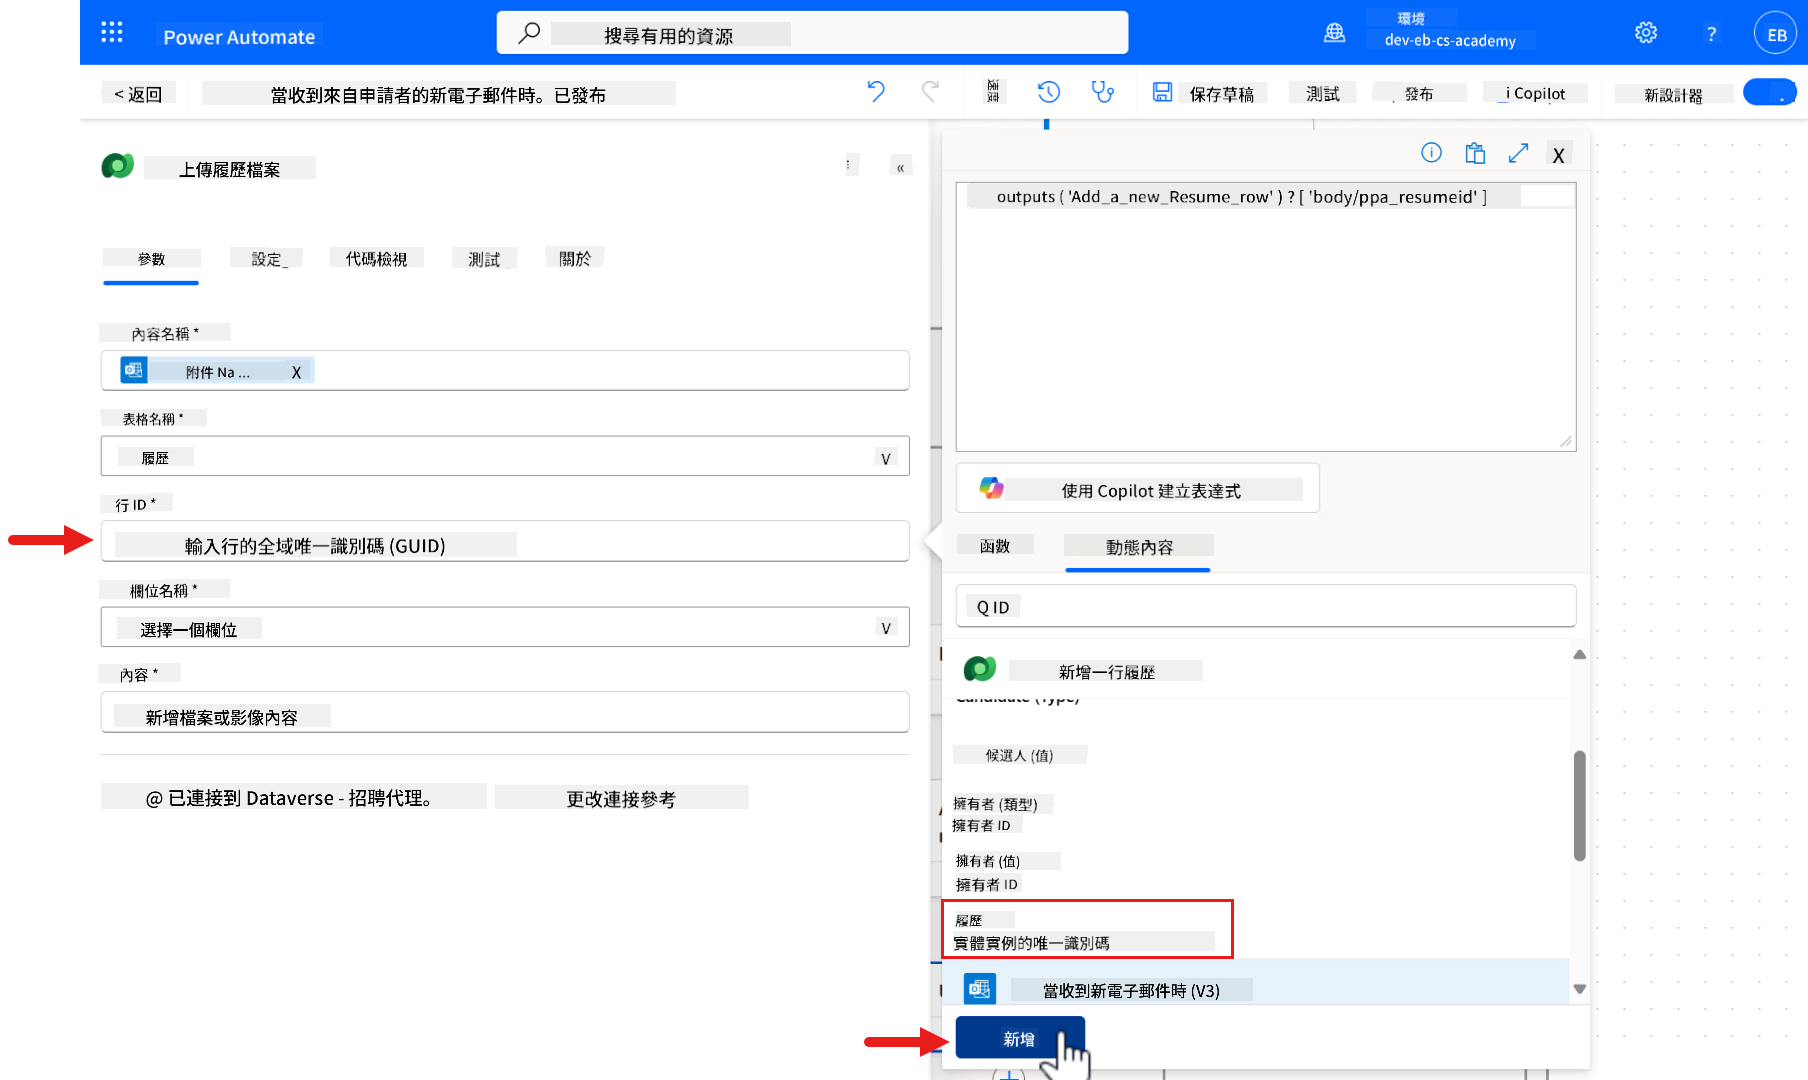 Power Automate
搜尋有用的資源
環境
dev-eb-cs-academy
?
EB
< 返回
當收到來自申請者的新電子郵件時。已發布
保存草稿
測試
發布
i Copilot
新設計器
上傳履歷檔案
«
參數
設定_
代碼檢視
測試
關於
內容名稱 *
附件 Na ...
X
表格名稱 *
履歷
V
行 ID *
輸入行的全域唯一識別碼 (GUID)
欄位名稱 *
選擇一個欄位
V
內容 *
新增檔案或影像內容
@ 已連接到 Dataverse - 招聘代理。
更改連接參考
X
outputs ( 'Add_a_new_Resume_row' ) ? [ 'body/ppa_resumeid' ]
使用 Copilot 建立表達式
函數
動態內容
Q ID
新增一行履歷
Candidate (Type)
候選人 (值)
擁有者 (類型)
擁有者 ID
擁有者 (值)
擁有者 ID
履歷
實體實例的唯一識別碼
當收到新電子郵件時 (V3)
新增